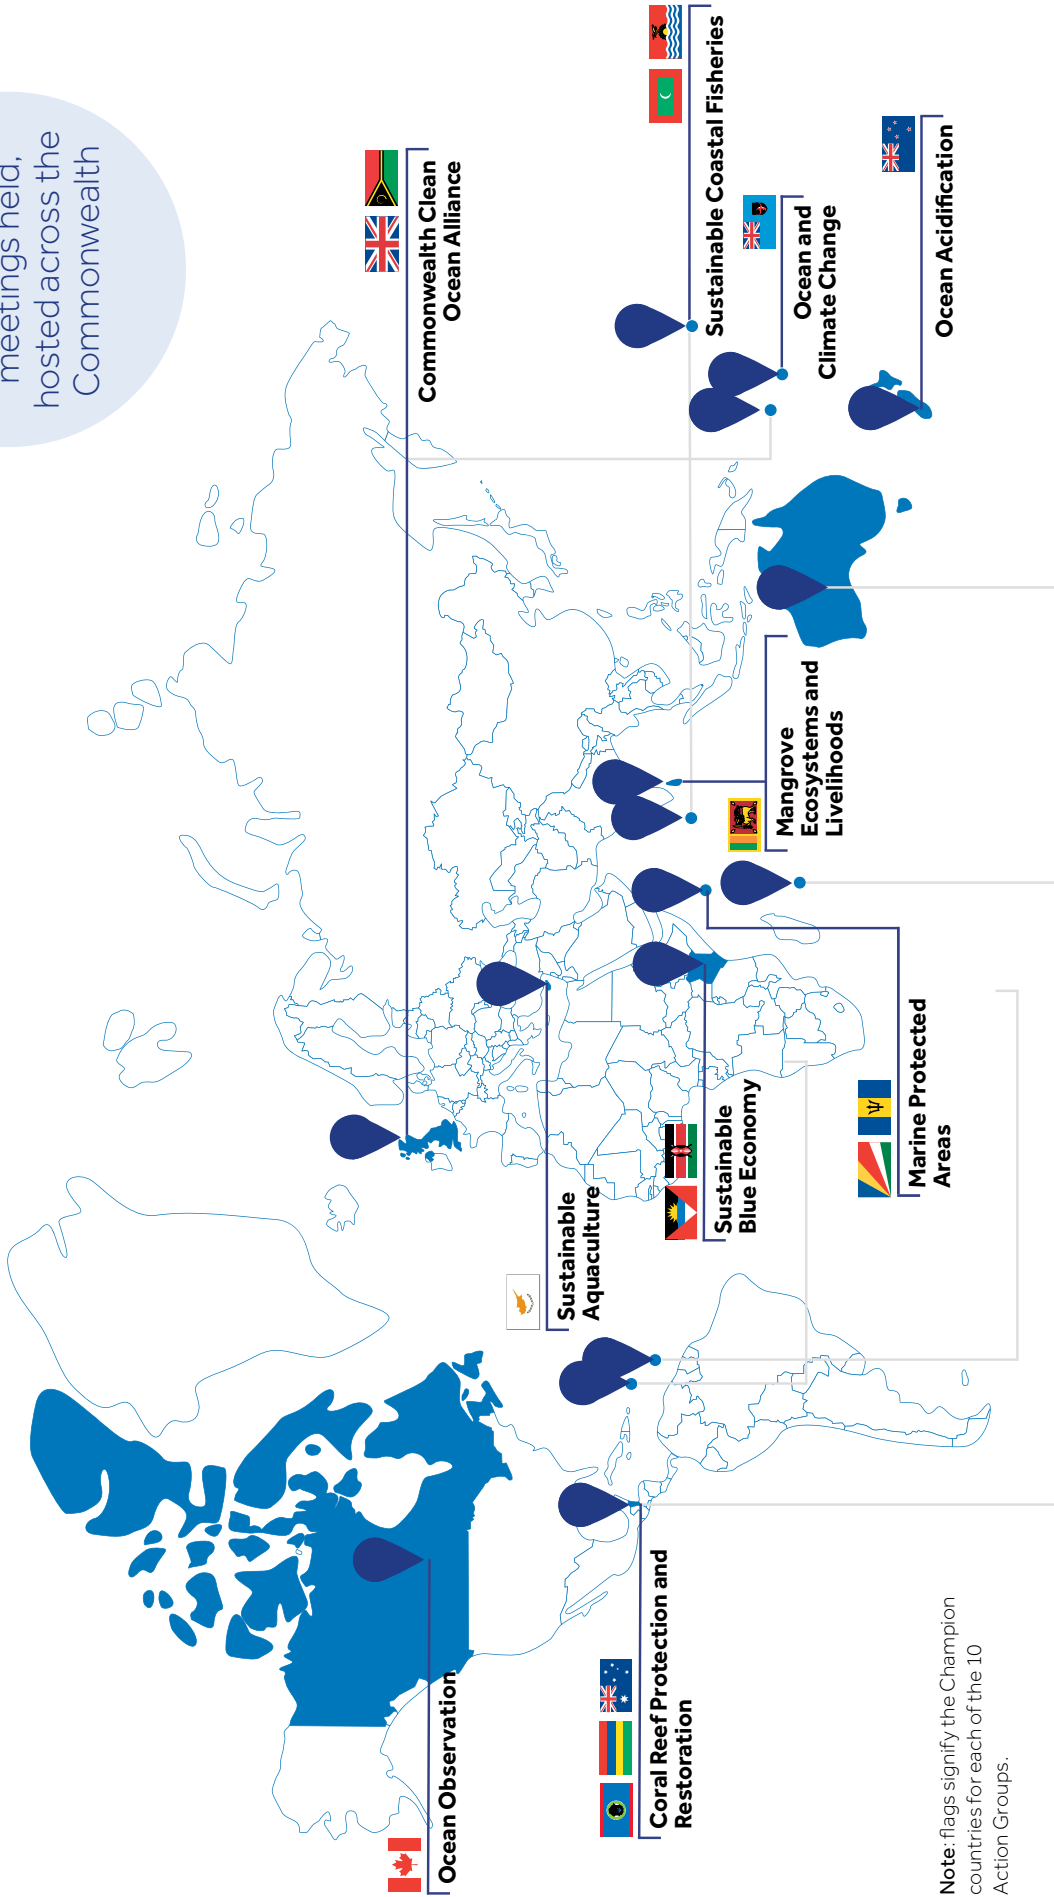 meetings held,
hosted across the
Commonwealth
Commonwealth Clean
Ocean Alliance
Sustainable Coastal Fisheries
Ocean and
Climate Change
Ocean Acidification
Mangrove
Ecosystems and
Livelihoods
Sustainable
Aquaculture
Sustainable
Blue Economy
Marine Protected
Areas
Ocean Observation
Coral Reef Protection and
Restoration
Note: flags signify the Champion
countries for each of the 10
Action Groups.